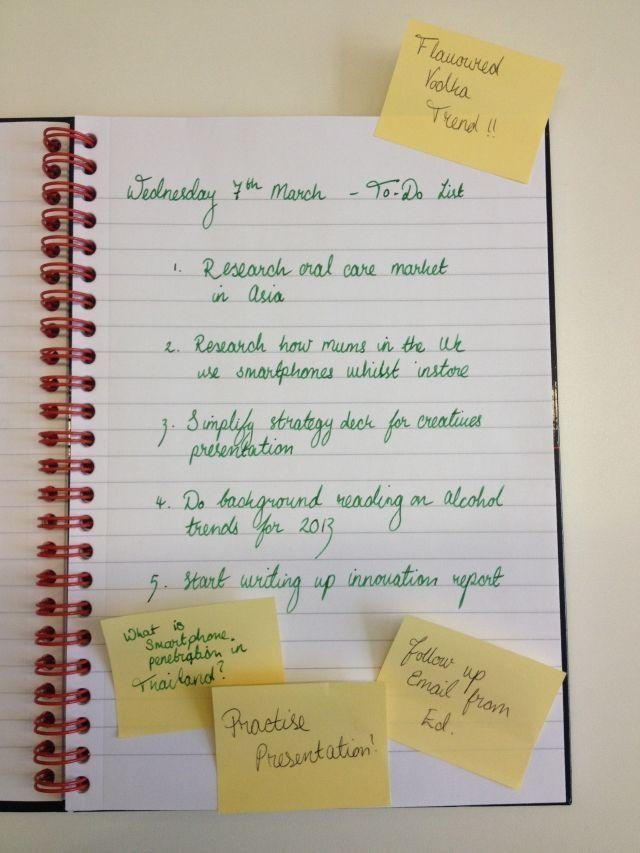 Flavoured
Vodka
Trend!!
Wednesday 7th March - To-Do List
1. Research oral care market
in Asia
2. Research how mums in the UK
use smartphones whilst instore
3. Simplify strategy deck for creatives
presentation
4. Do background reading on alcohol
trends for 2013
5. Start writing up innovation report
What is
Smartphone
penetration in
Thailand?
Practise
Presentation!
Follow up
Email from
Ed.